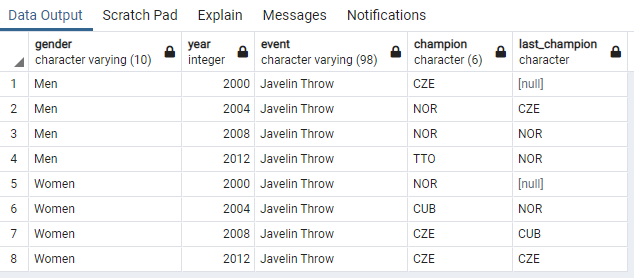 Data Output Scratch Pad Explain Messages Notifications
gender year event champion last_champion
character varying (10) integer character varying (98) character (6) character
1 Men 2000 Javelin Throw CZE [null]
2 Men 2004 Javelin Throw NOR CZE
3 Men 2008 Javelin Throw NOR NOR
4 Men 2012 Javelin Throw TTO NOR
5 Women 2000 Javelin Throw NOR [null]
6 Women 2004 Javelin Throw CUB NOR
7 Women 2008 Javelin Throw CZE CUB
8 Women 2012 Javelin Throw CZE CZE